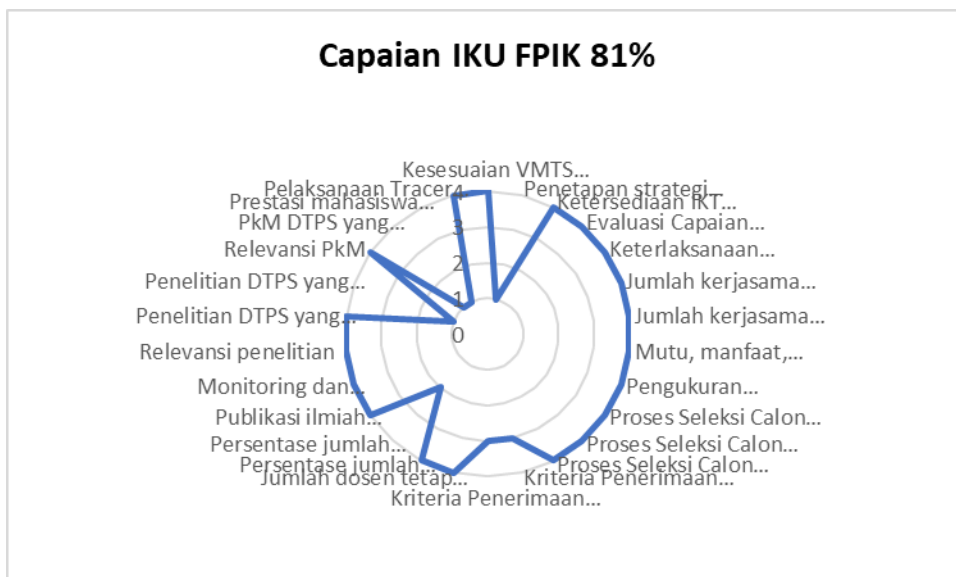 Capaian IKU FPIK 81%
Kesesuaian VMTS...
Penetapan strategi...
Ketersediaan IKT...
Evaluasi Capaian...
Keterlaksanaan...
Jumlah kerjasama...
Jumlah kerjasama...
Mutu, manfaat,...
Pengukuran...
Proses Seleksi Calon...
Proses Seleksi Calon...
Proses Seleksi Calon...
Kriteria Penerimaan...
Kriteria Penerimaan...
Jumlah dosen tetap...
Persentase jumlah...
Persentase jumlah...
Publikasi ilmiah
Monitoring dan...
Relevansi penelitian
Penelitian DTPS yang...
Penelitian DTPS yang...
Relevansi PkM
PkM DTPS yang...
Prestasi mahasiswa...
Pelaksanaan Tracer
4
3
2
1
0